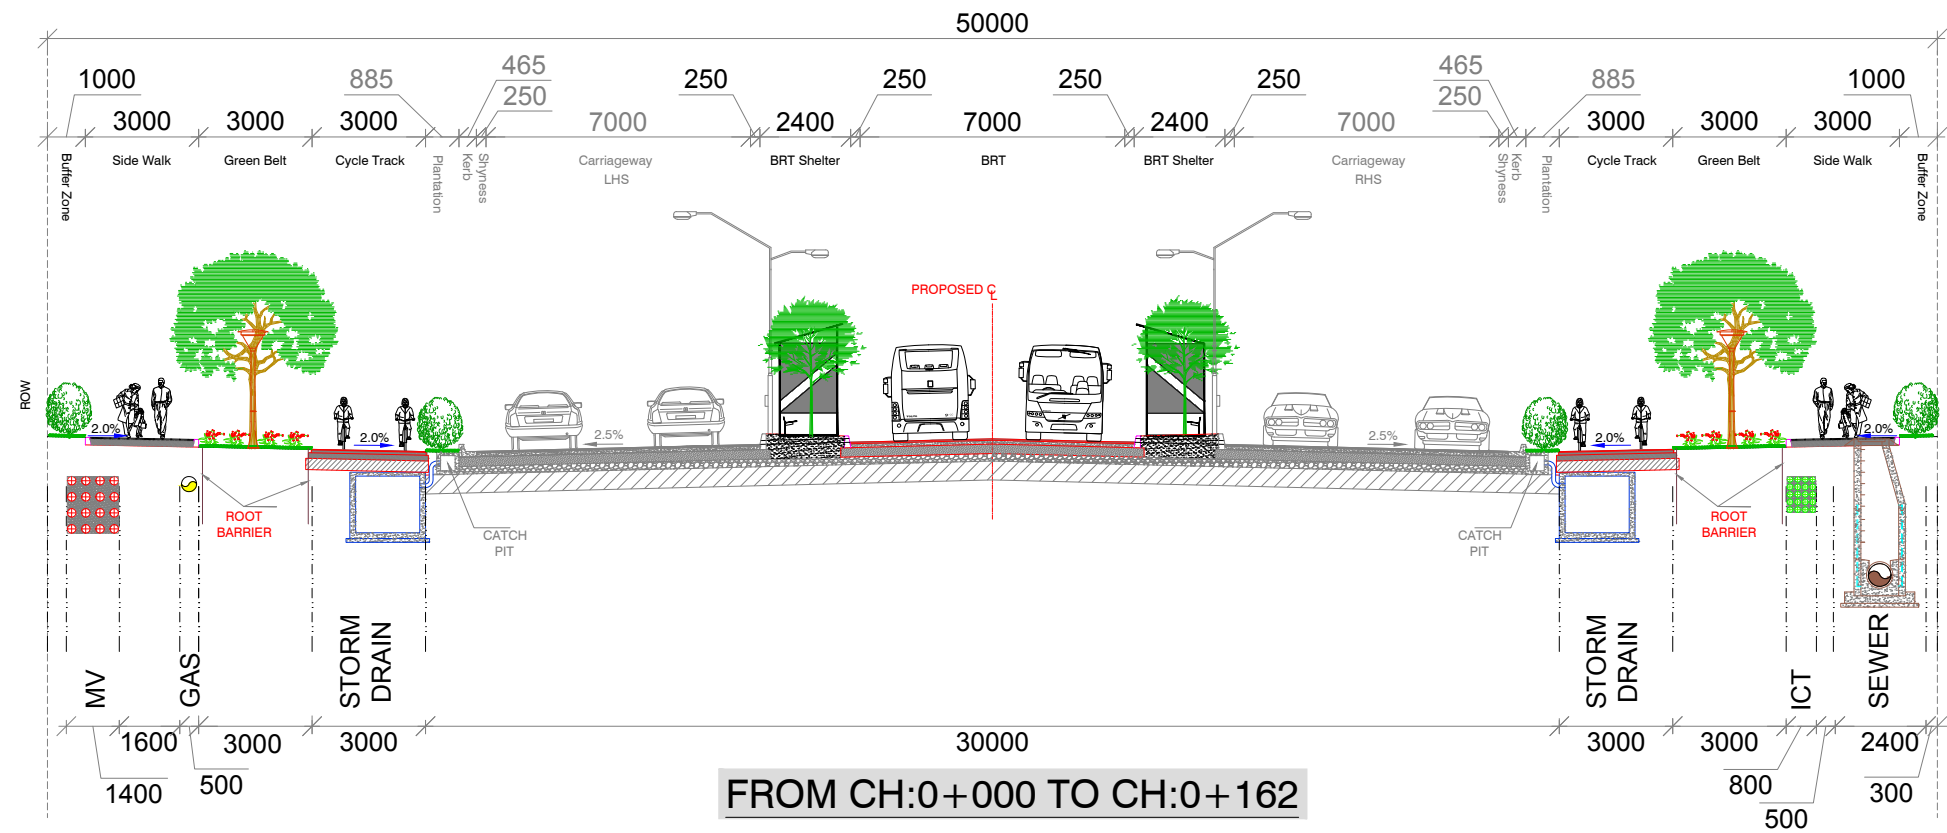 50000
1000
885
465
250
250
250
250
250
465
250
885
1000
3000
3000
3000
7000
2400
7000
2400
7000
3000
3000
3000
Buffer Zone
Side Walk
Green Belt
Cycle Track
Plantation
Kerb
Shyness
Carriageway
LHS
BRT Shelter
BRT
BRT Shelter
Carriageway
RHS
Shyness
Kerb
Plantation
Cycle Track
Green Belt
Side Walk
Buffer Zone
PROPOSED CL
ROW
2.0%
2.0%
2.5%
2.5%
2.0%
2.0%
ROOT
BARRIER
CATCH
PIT
CATCH
PIT
ROOT
BARRIER
MV
GAS
STORM
DRAIN
STORM
DRAIN
ICT
SEWER
1600
3000
3000
30000
3000
3000
2400
1400
500
800
500
300
FROM CH:0+000 TO CH:0+162